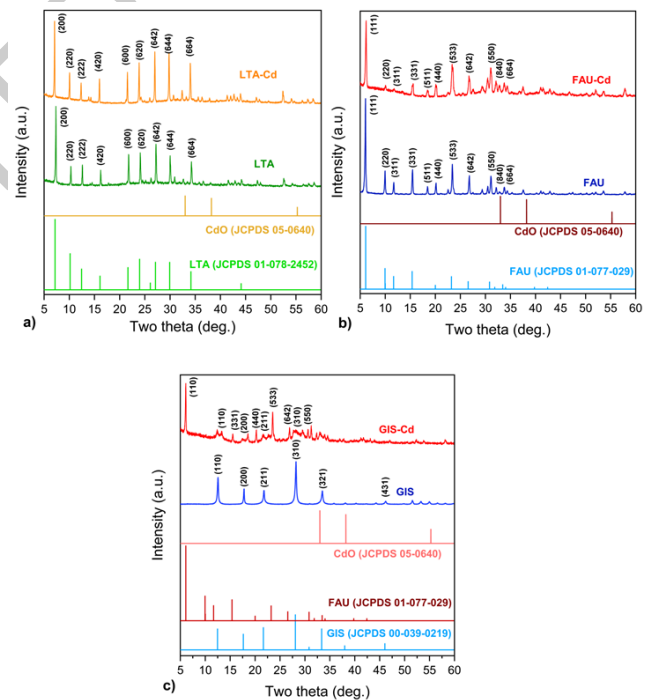 (200)
(220)
(222)
(420)
(600)
(620)
(642)
(644)
(664)
LTA-Cd
(200)
(220)
(222)
(420)
(600)
(620)
(642)
(644)
(664)
LTA
CdO (JCPDS 05-0640)
LTA (JCPDS 01-078-2452)
Intensity (a.u.)
5 10 15 20 25 30 35 40 45 50 55 60
Two theta (deg.)
a)
(111)
(220)
(311)
(331)
(511)
(440)
(533)
(642)
(550)
(840)
(664)
FAU-Cd
(111)
(220)
(311)
(331)
(511)
(440)
(533)
(642)
(550)
(840)
(664)
FAU
CdO (JCPDS 05-0640)
FAU (JCPDS 01-077-029)
Intensity (a.u.)
5 10 15 20 25 30 35 40 45 50 55 60
Two theta (deg.)
b)
(110)
(110)
(331)
(200)
(440)
(211)
(533)
(642)
(310)
(550)
GIS-Cd
(110)
(200)
(211)
(310)
(321)
(431)
GIS
CdO (JCPDS 05-0640)
FAU (JCPDS 01-077-029)
GIS (JCPDS 00-039-0219)
Intensity (a.u.)
5 10 15 20 25 30 35 40 45 50 55 60
Two theta (deg.)
c)